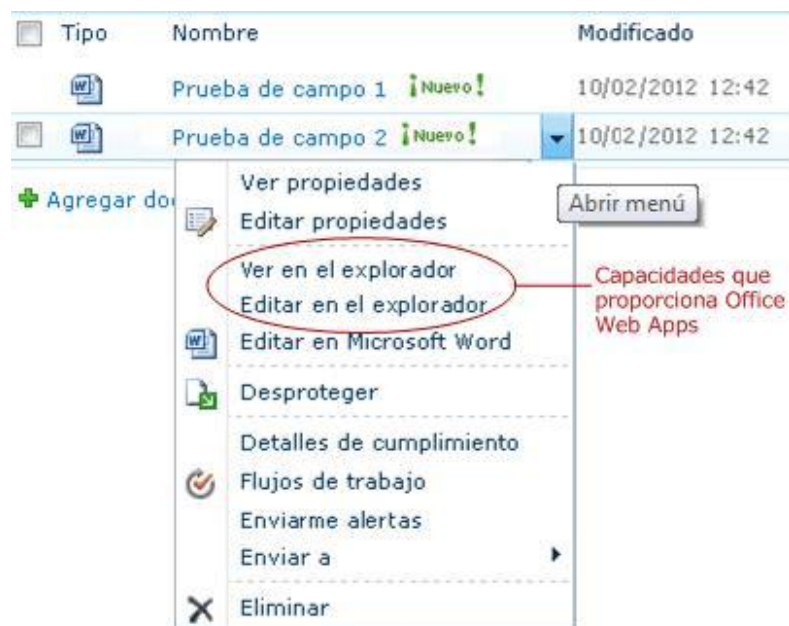 Tipo Nombre Modificado
Prueba de campo 1 ¡Nuevo! 10/02/2012 12:42
Prueba de campo 2 ¡Nuevo! 10/02/2012 12:42
Agregar do
Ver propiedades
Abrir menú
Editar propiedades
Ver en el explorador
Editar en el explorador
Capacidades que
proporciona Office
Web Apps
Editar en Microsoft Word
Desproteger
Detalles de cumplimiento
Flujos de trabajo
Enviarme alertas
Enviar a
Eliminar